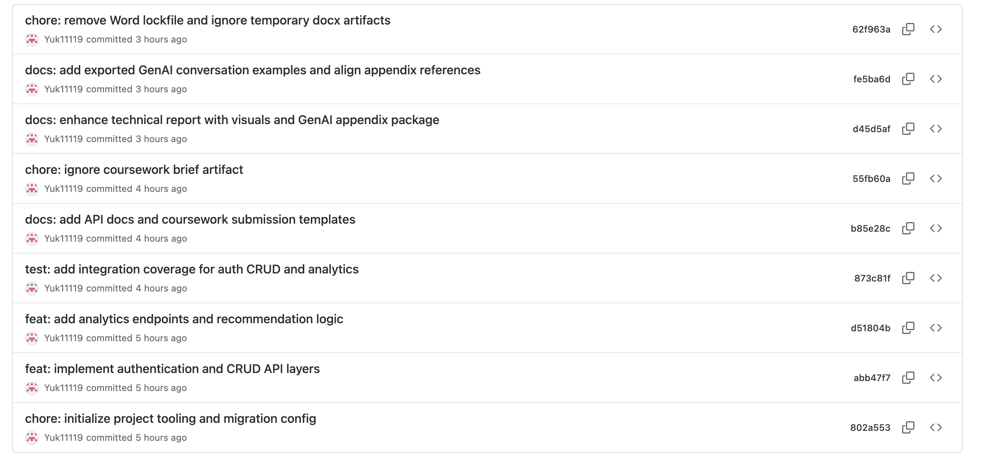 chore: remove Word lockfile and ignore temporary docx artifacts
Yuk11119 committed 3 hours ago
62f963a
docs: add exported GenAI conversation examples and align appendix references
Yuk11119 committed 3 hours ago
fe5ba6d
docs: enhance technical report with visuals and GenAI appendix package
Yuk11119 committed 3 hours ago
d45d5af
chore: ignore coursework brief artifact
Yuk11119 committed 4 hours ago
55fb60a
docs: add API docs and coursework submission templates
Yuk11119 committed 4 hours ago
b85e28c
test: add integration coverage for auth CRUD and analytics
Yuk11119 committed 4 hours ago
873c81f
feat: add analytics endpoints and recommendation logic
Yuk11119 committed 5 hours ago
d51804b
feat: implement authentication and CRUD API layers
Yuk11119 committed 5 hours ago
abb47f7
chore: initialize project tooling and migration config
Yuk11119 committed 5 hours ago
802a553